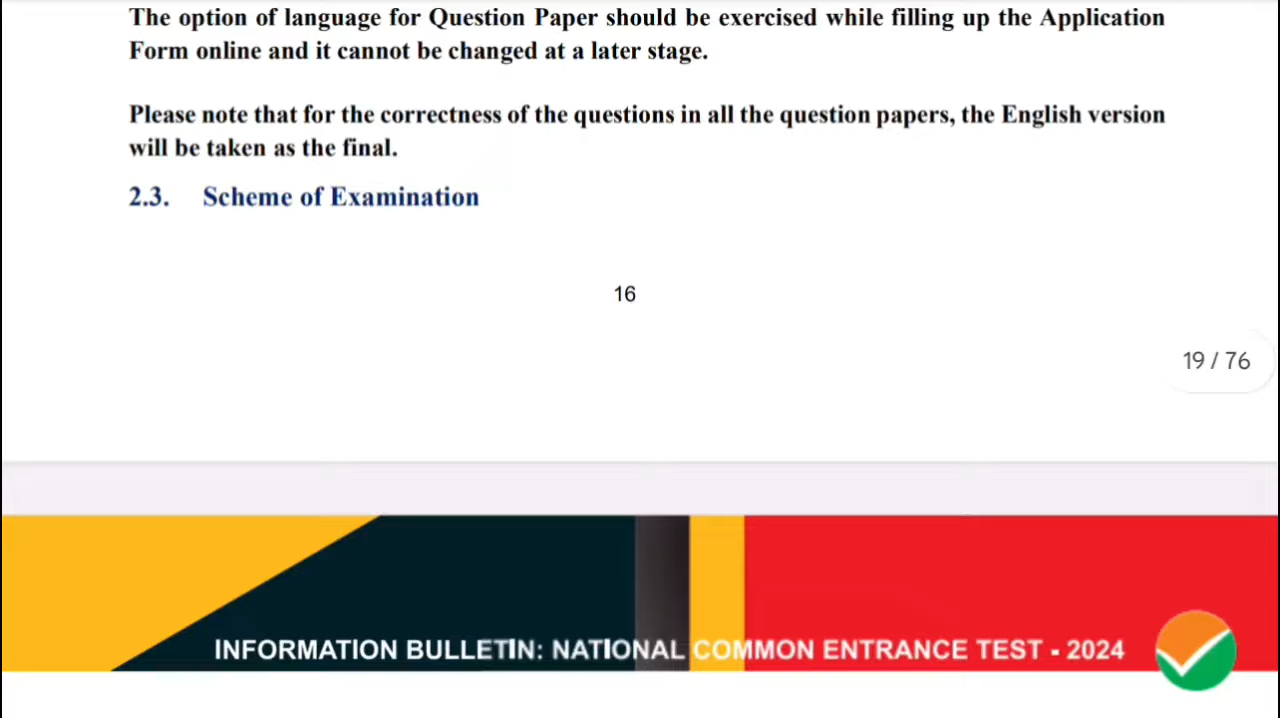 The option of language for Question Paper should be exercised while filling up the Application
Form online and it cannot be changed at a later stage.
Please note that for the correctness of the questions in all the question papers, the English version
will be taken as the final.
2.3. Scheme of Examination
16
19 / 76
INFORMATION BULLETIN: NATIONAL COMMON ENTRANCE TEST - 2024